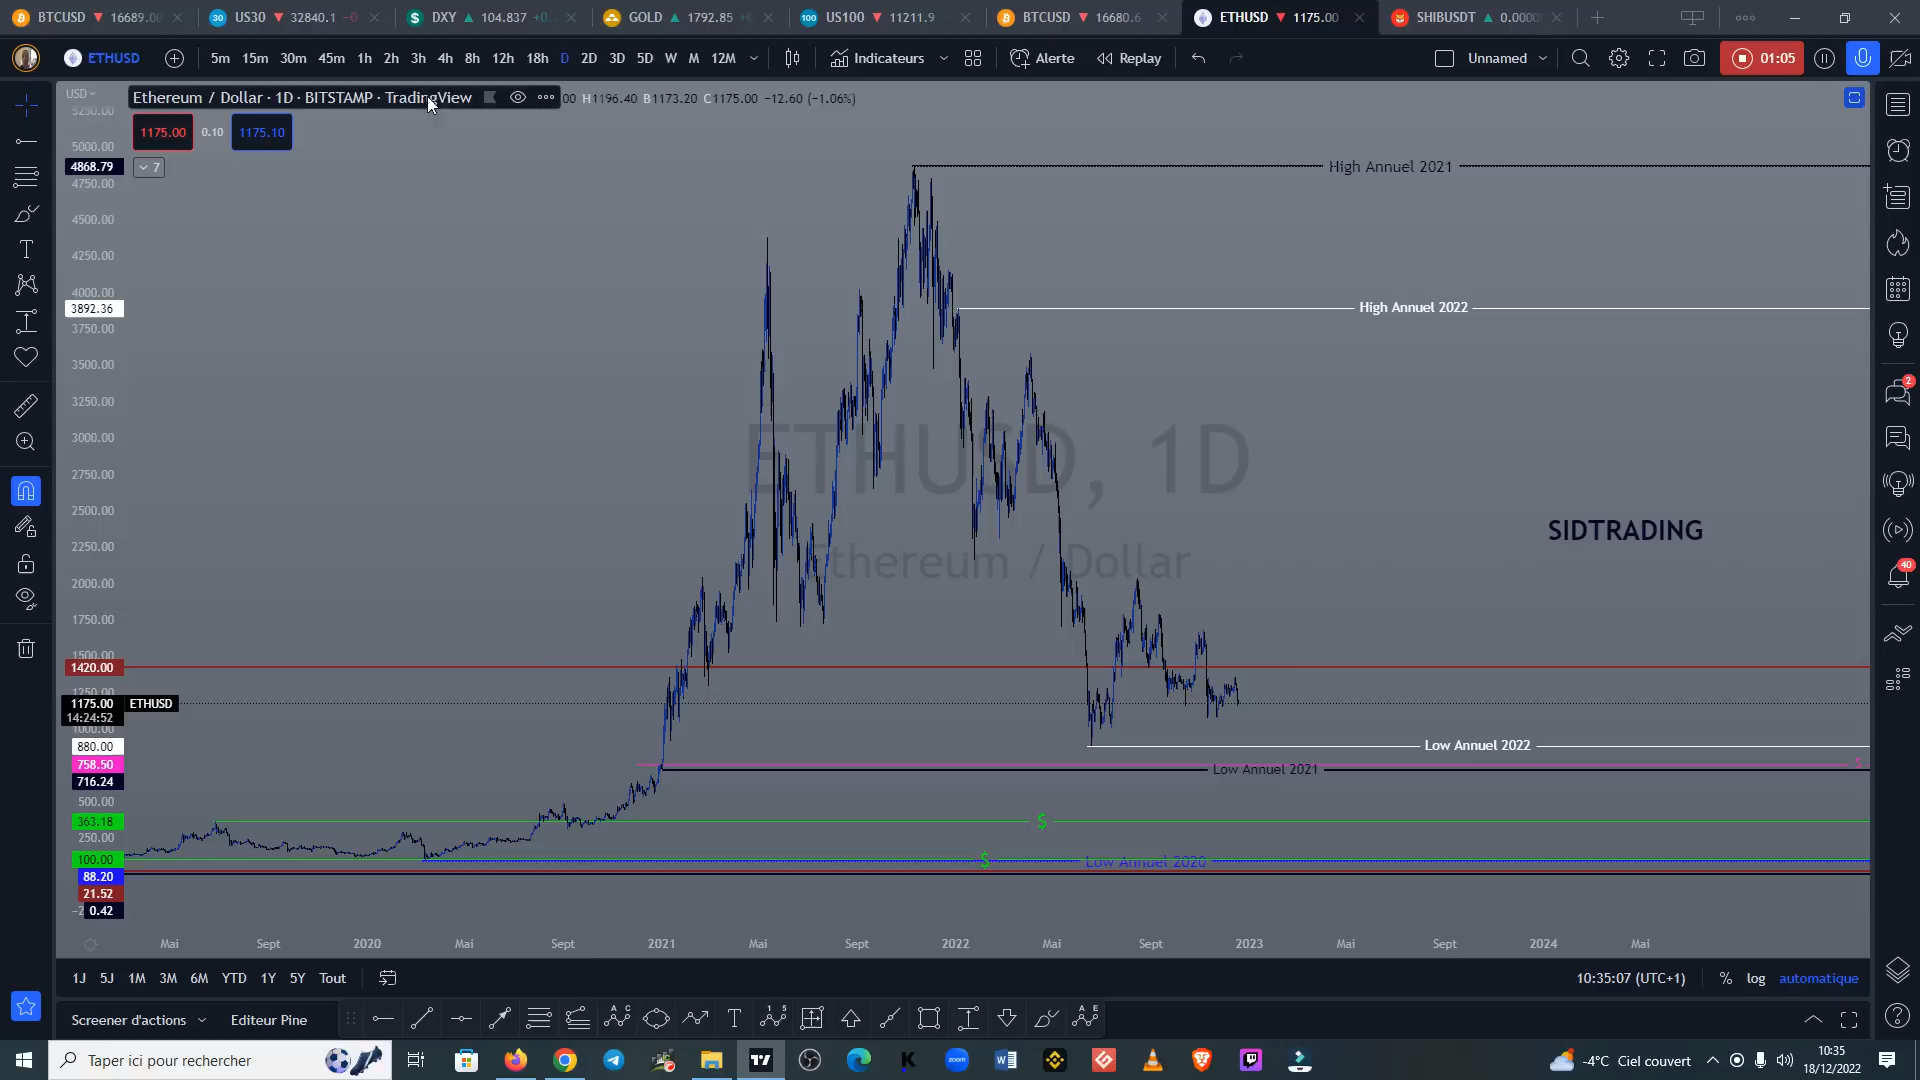 BTCUSD 16689.00 US30 32840.1 DXY 104.837 GOLD 1792.85 US100 11211.9 BTCUSD 16680.6 ETHUSD 1175.00 SHIBUSDT
ETHUSD 5m 15m 30m 45m 1h 2h 3h 4h 8h 12h 18h D 2D 3D 5D W M 12M Indicateurs Alerte Replay Unnamed 01:05
USD Ethereum / Dollar · 1D · BITSTAMP · TradingView H1196.40 B1173.20 C1175.00 −12.60 (−1.06%)
5250.00
1175.00 0.10 1175.10
5000.00
4868.79 7 High Annuel 2021
4750.00
4500.00
4250.00
4000.00
3892.36 High Annuel 2022
3750.00
3500.00
3250.00
3000.00
ETHUSD, 1D
2750.00
2500.00
SIDTRADING
2250.00
Ethereum / Dollar
2000.00
1750.00
1500.00
1420.00
1250.00
1175.00 ETHUSD
14:24:52
1000.00
880.00 Low Annuel 2022
758.50 $
716.24 Low Annuel 2021
500.00
363.18 $
250.00
100.00 $ Low Annuel 2020
88.20
21.52
0.42
Mai Sept 2020 Mai Sept 2021 Mai Sept 2022 Mai Sept 2023 Mai Sept 2024 Mai
1J 5J 1M 3M 6M YTD 1Y 5Y Tout 10:35:07 (UTC+1) % log automatique
Screener d'actions Editeur Pine
Taper ici pour rechercher -4°C Ciel couvert 10:35
18/12/2022
2
40